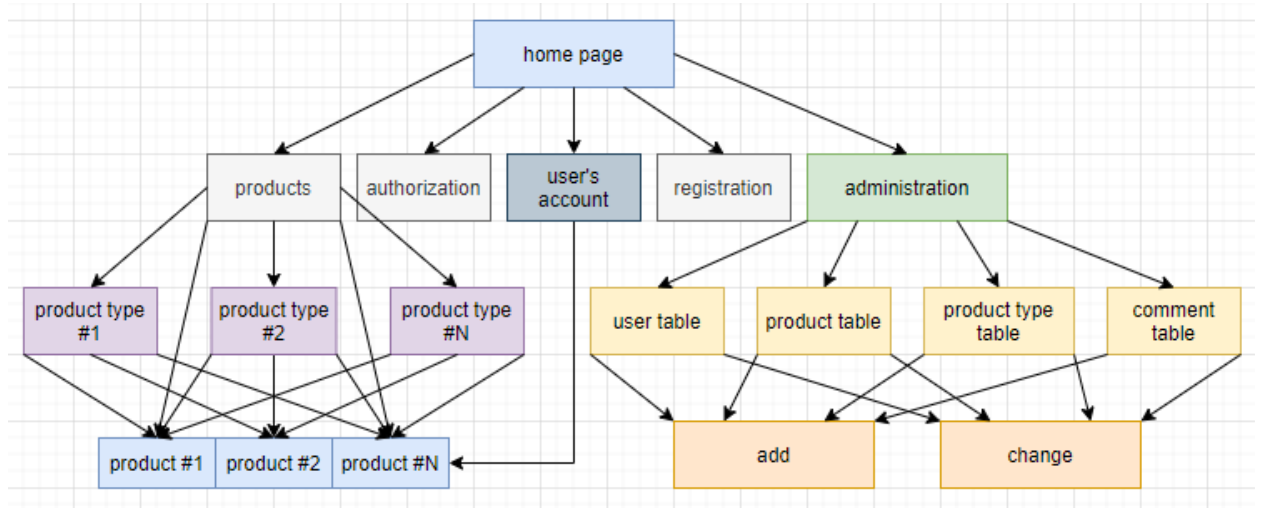 home page
products
authorization
user's
account
registration
administration
product type
#1
product type
#2
product type
#N
user table
product table
product type
table
comment
table
product #1
product #2
product #N
add
change